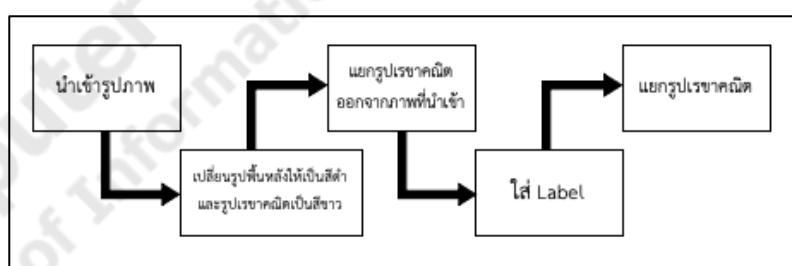 นำเข้ารูปภาพ
เปลี่ยนรูปพื้นหลังให้เป็นสีดำ
และรูปเรขาคณิตเป็นสีขาว
แยกรูปเรขาคณิต
ออกจากภาพที่นำเข้า
ใส่ Label
แยกรูปเรขาคณิต